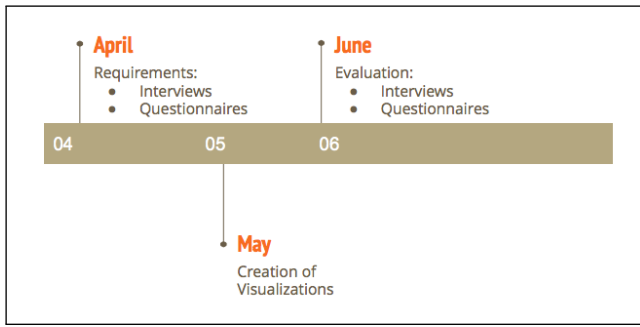 April
Requirements:
● Interviews
● Questionnaires
June
Evaluation:
● Interviews
● Questionnaires
04 05 06
May
Creation of
Visualizations